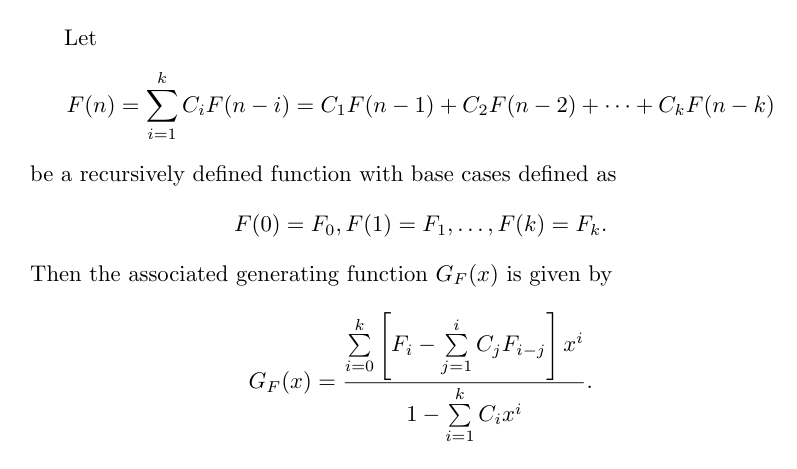 Let
F(n) = \sum_{i=1}^{k} C_i F(n − i) = C_1 F(n − 1) + C_2 F(n − 2) + · · · + C_k F(n − k)
be a recursively defined function with base cases defined as
F(0) = F_0, F(1) = F_1, . . . , F(k) = F_k.
Then the associated generating function G_F(x) is given by
G_F(x) = \frac{\sum_{i=0}^{k} \left[ F_i − \sum_{j=1}^{i} C_j F_{i−j} \right] x^i}{1 − \sum_{i=1}^{k} C_i x^i}.